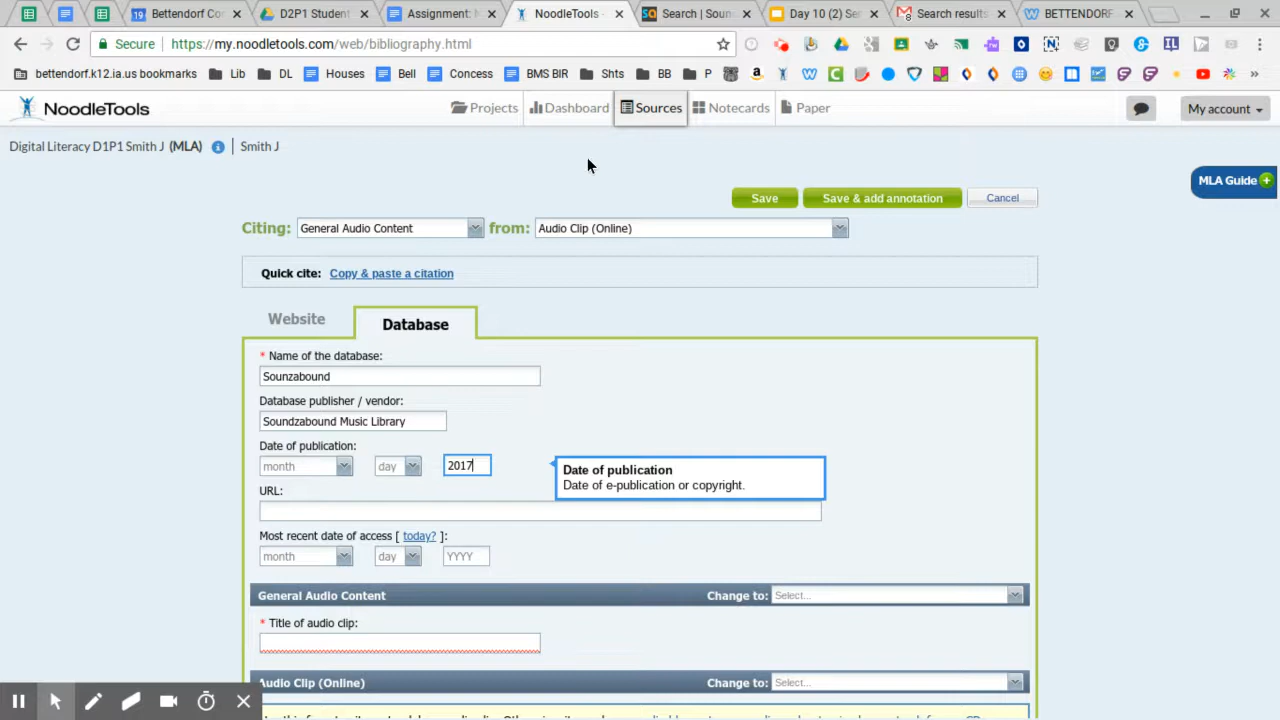 Bettendorf Co
D2P1 Student
Assignment: M
NoodleTools -
Search | Soun
Day 10 (2) (Se
Search results
BETTENDORF
Secure
https://my.noodletools.com/web/bibliography.html
bettendorf.k12.ia.us bookmarks
Lib
DL
Houses
Bell
Concess
BMS BIR
Shts
BB
P
NoodleTools
Projects
Dashboard
Sources
Notecards
Paper
My account
Digital Literacy D1P1 Smith J (MLA)
Smith J
MLA Guide
Save
Save & add annotation
Cancel
Citing: General Audio Content from: Audio Clip (Online)
Quick cite: Copy & paste a citation
Website
Database
* Name of the database:
Sounzabound
Database publisher / vendor:
Soundzabound Music Library
Date of publication:
month day 2017
Date of publication
Date of e-publication or copyright.
URL:
Most recent date of access [ today? ]:
month day YYYY
General Audio Content
Change to: Select...
* Title of audio clip:
Audio Clip (Online)
Change to: Select...